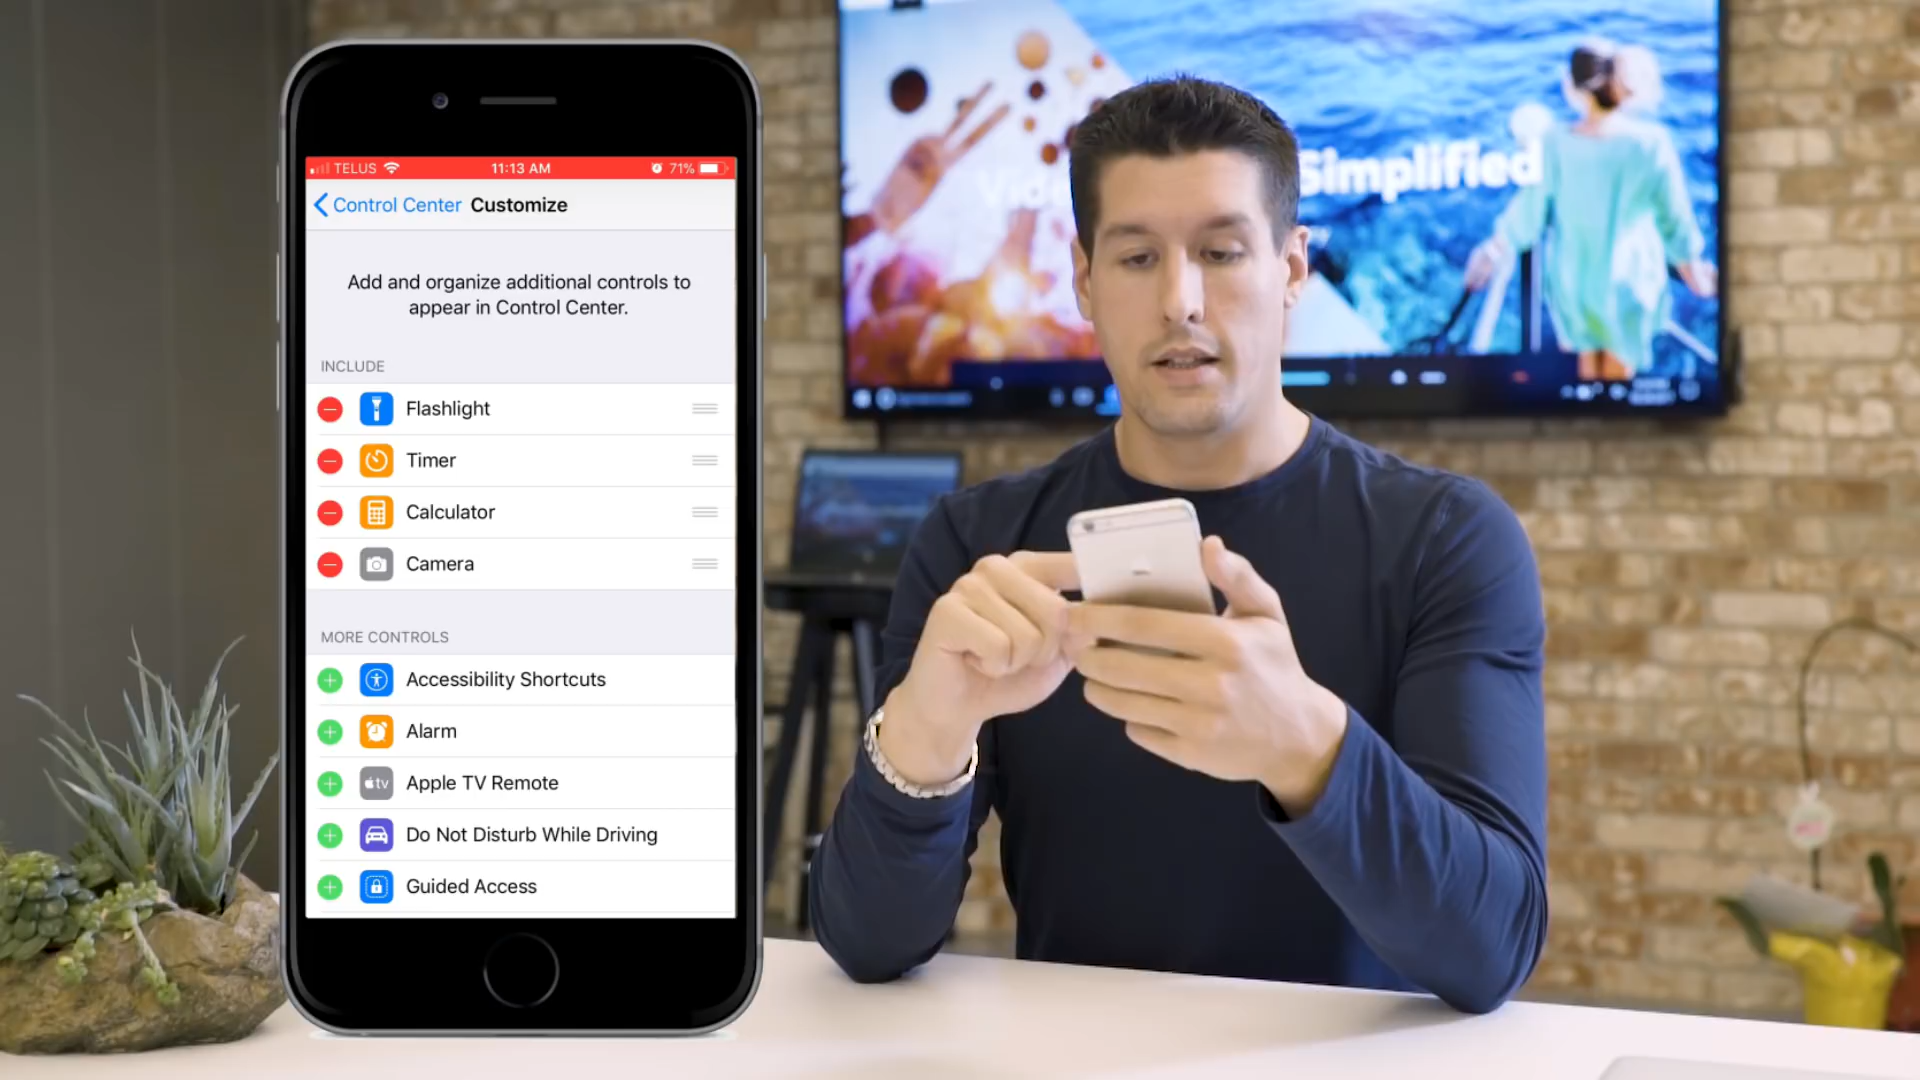 TELUS 11:13 AM 71%
Control Center Customize
Add and organize additional controls to
appear in Control Center.
INCLUDE
Flashlight
Timer
Calculator
Camera
MORE CONTROLS
Accessibility Shortcuts
Alarm
tv Apple TV Remote
Do Not Disturb While Driving
Guided Access
Simplified